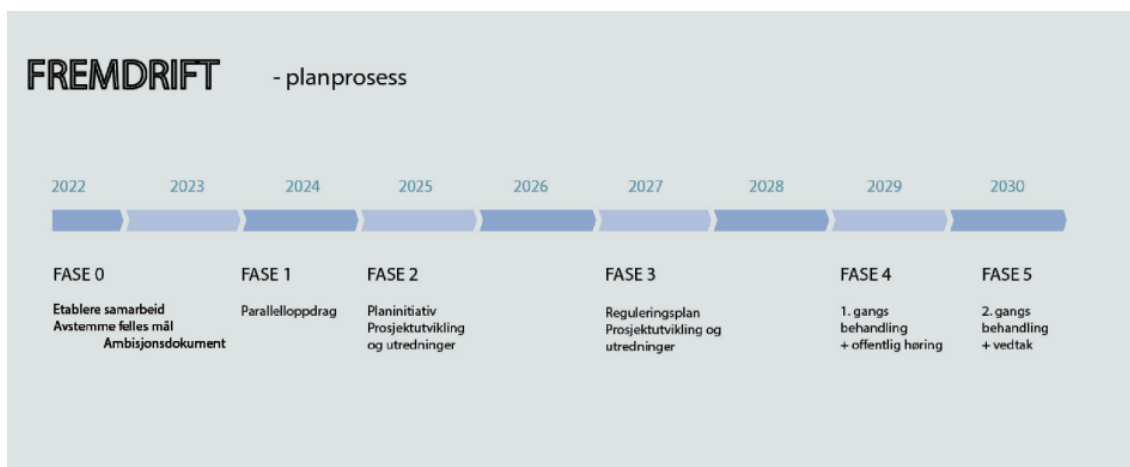 FREMDRIFT - planprosess
2022 2023 2024 2025 2026 2027 2028 2029 2030
FASE 0
Etablere samarbeid
Avstemme felles mål
Ambisjonsdokument
FASE 1
Parallelloppdrag
FASE 2
Planinitiativ
Prosjektutvikling
og utredninger
FASE 3
Reguleringsplan
Prosjektutvikling og
utredninger
FASE 4
1. gangs
behandling
+ offentlig høring
FASE 5
2. gangs
behandling
+ vedtak